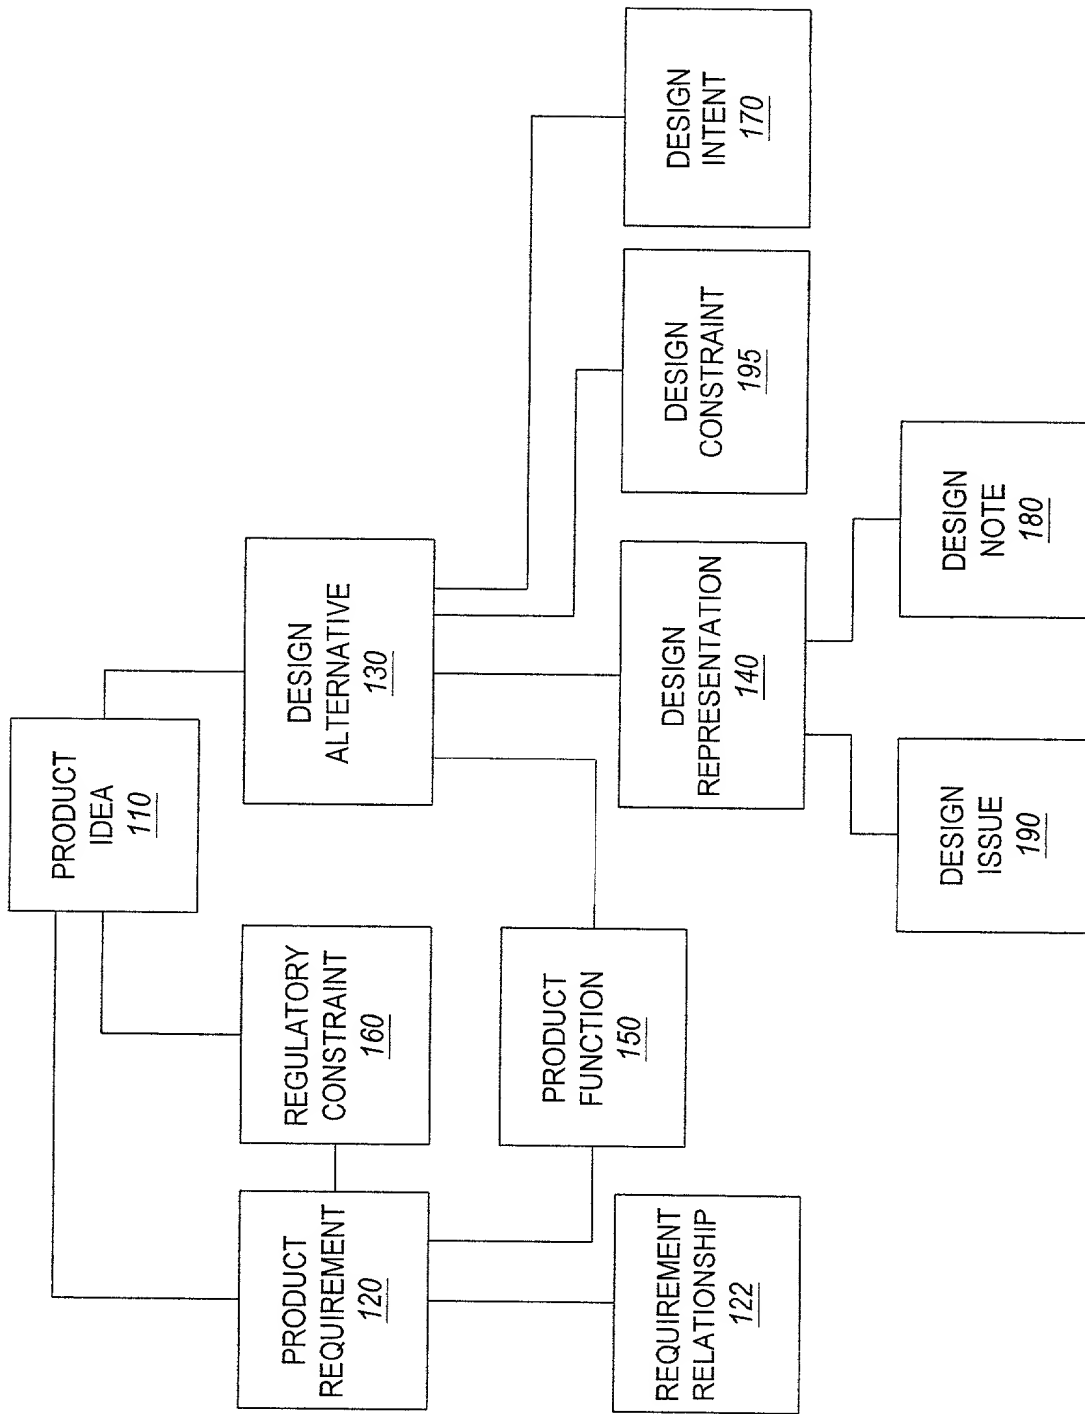 PRODUCT
IDEA
110
PRODUCT
REQUIREMENT
120
REGULATORY
CONSTRAINT
160
DESIGN
ALTERNATIVE
130
PRODUCT
FUNCTION
150
REQUIREMENT
RELATIONSHIP
122
DESIGN
REPRESENTATION
140
DESIGN
CONSTRAINT
195
DESIGN
INTENT
170
DESIGN
ISSUE
190
DESIGN
NOTE
180